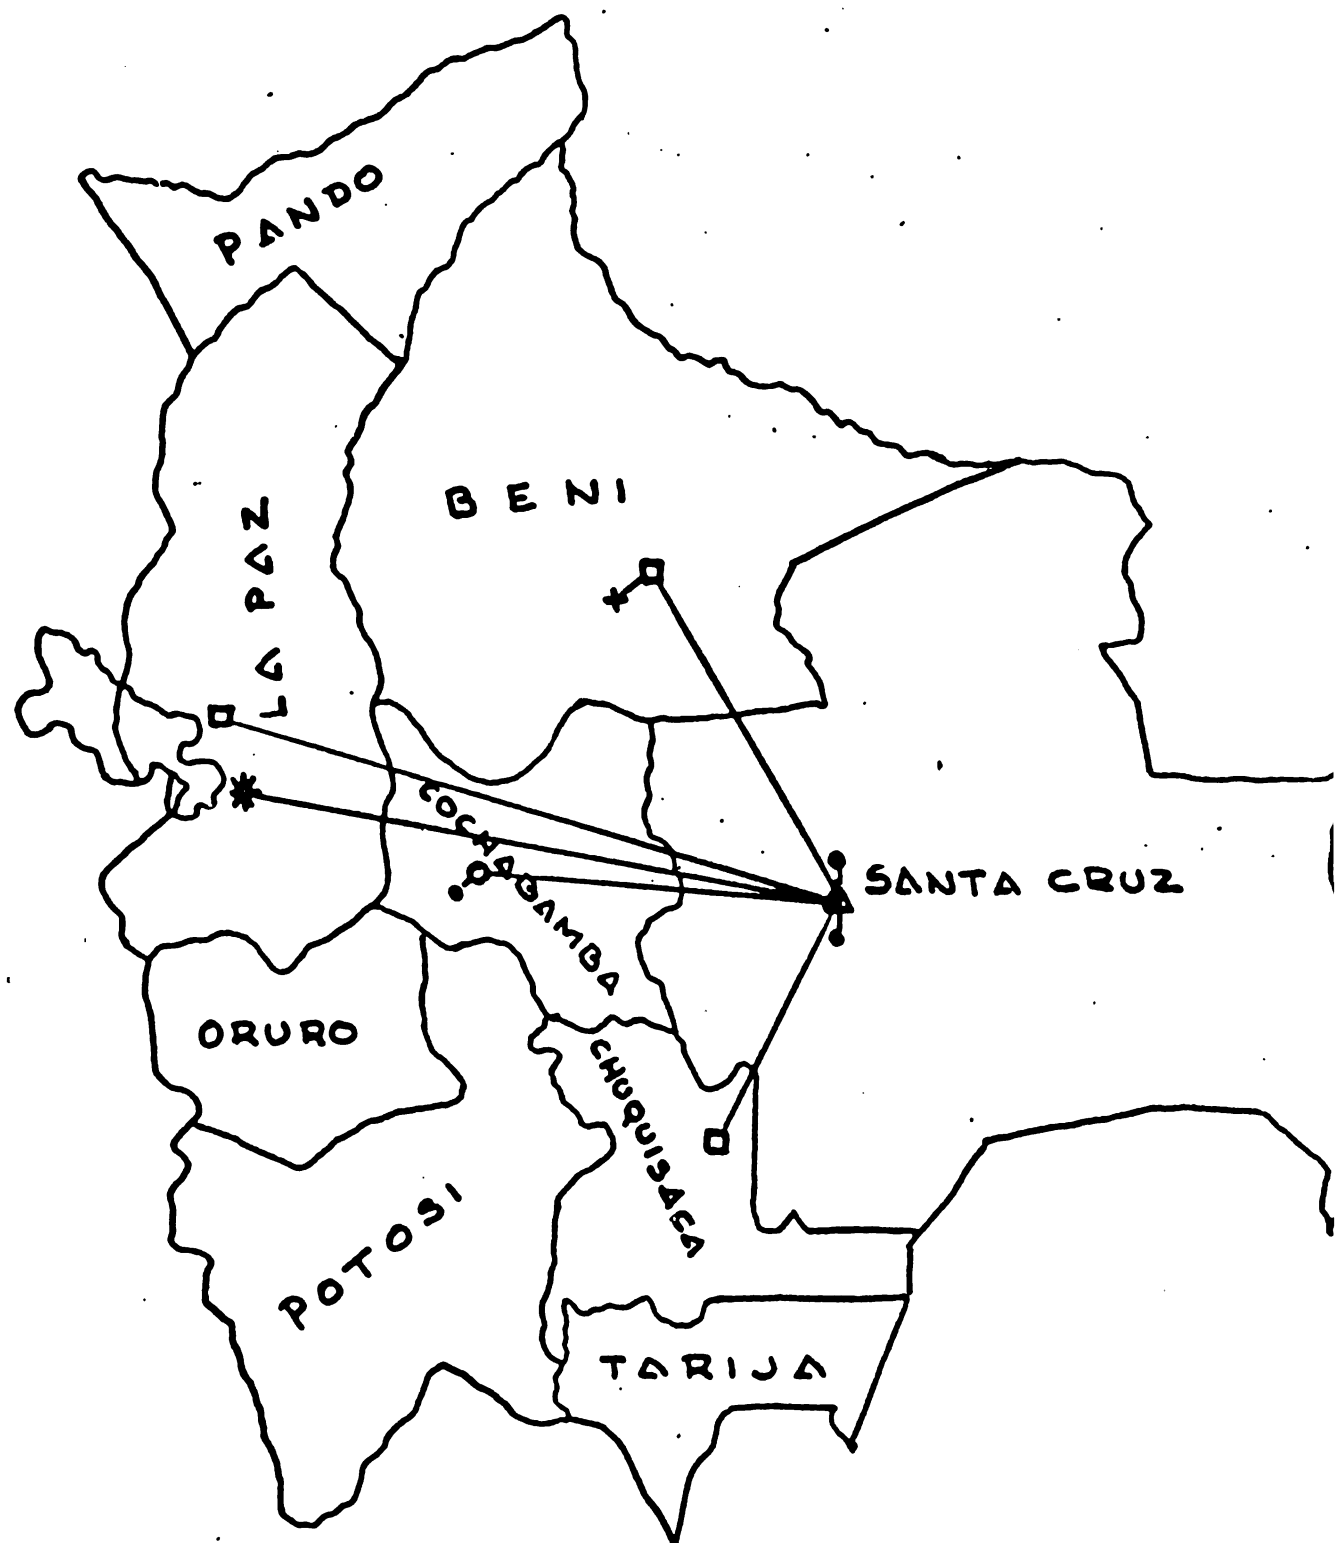 PANDO
BENI
LA PAZ
COCHABAMBA
SANTA CRUZ
ORURO
CHUQUISACA
POTOSI
TARIJA